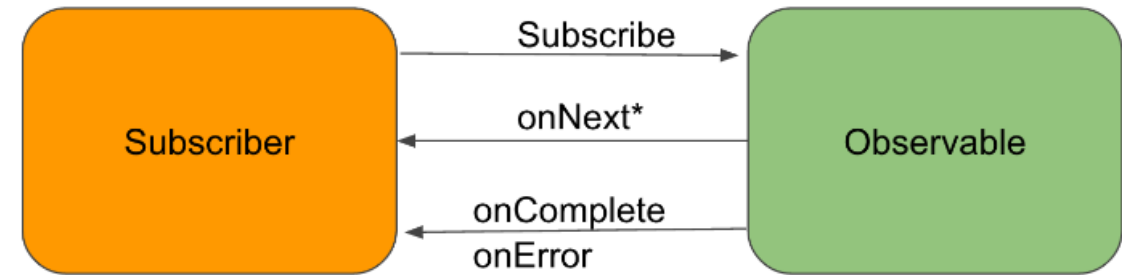 Subscribe
onNext*
Subscriber
Observable
onComplete
onError